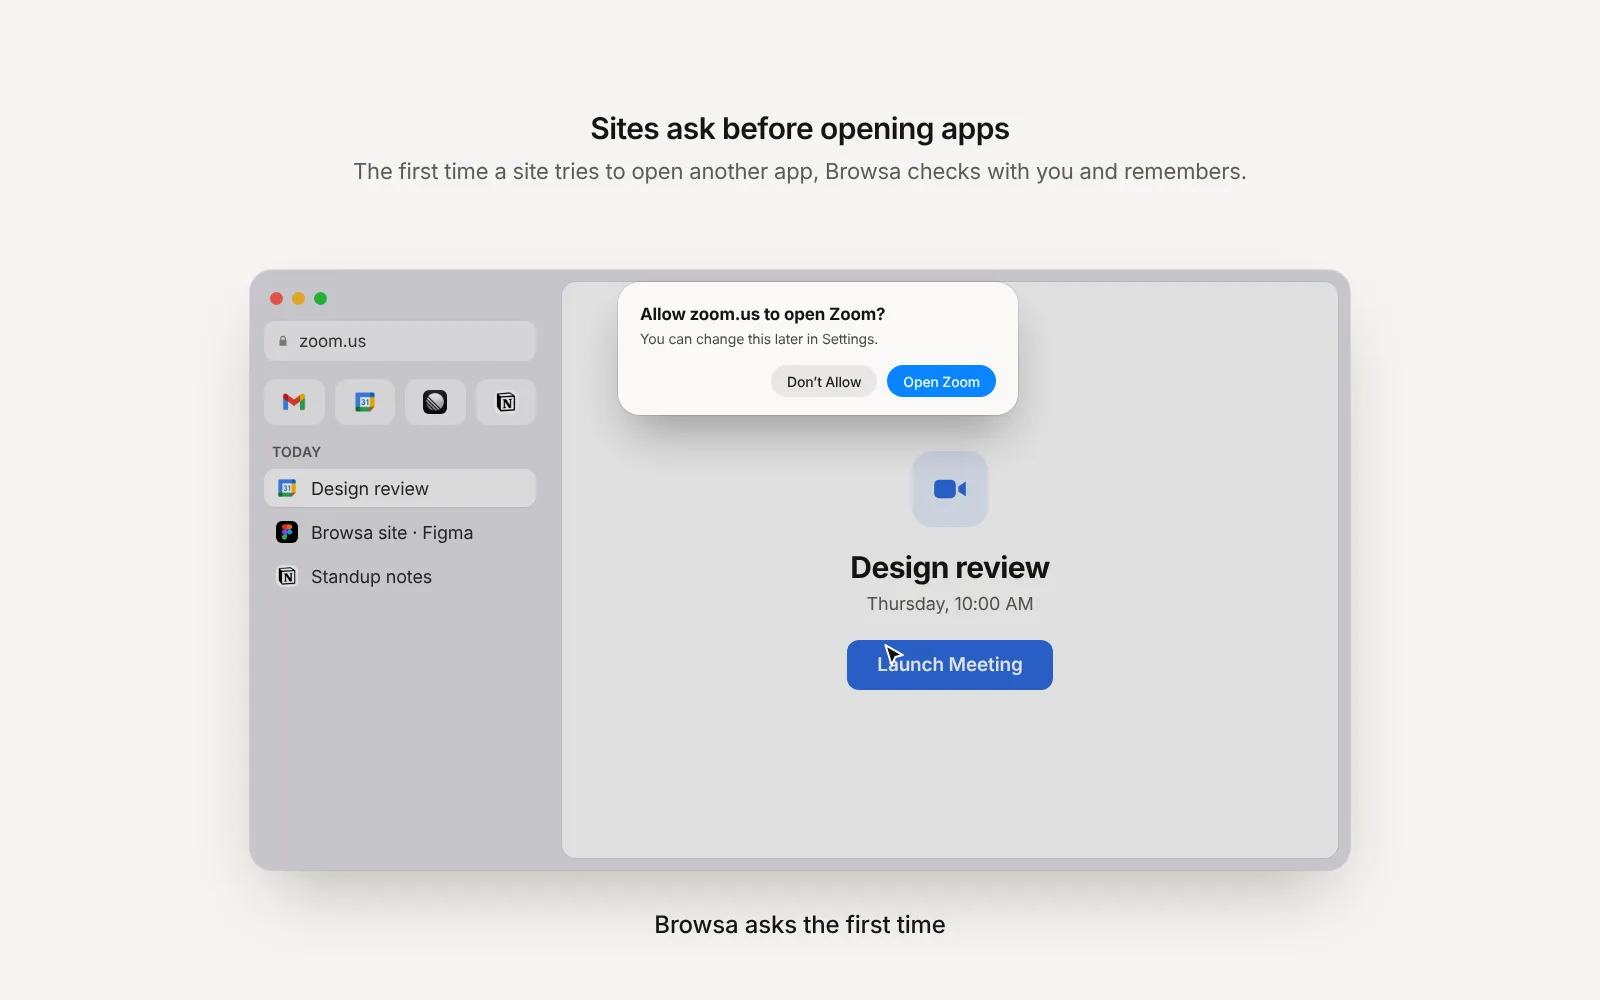 Sites ask before opening apps
The first time a site tries to open another app, Browsa checks with you and remembers.
zoom.us
31
N
TODAY
31
Design review
Browsa site · Figma
N
Standup notes
Allow zoom.us to open Zoom?
You can change this later in Settings.
Don’t Allow
Open Zoom
Design review
Thursday, 10:00 AM
Launch Meeting
Browsa asks the first time